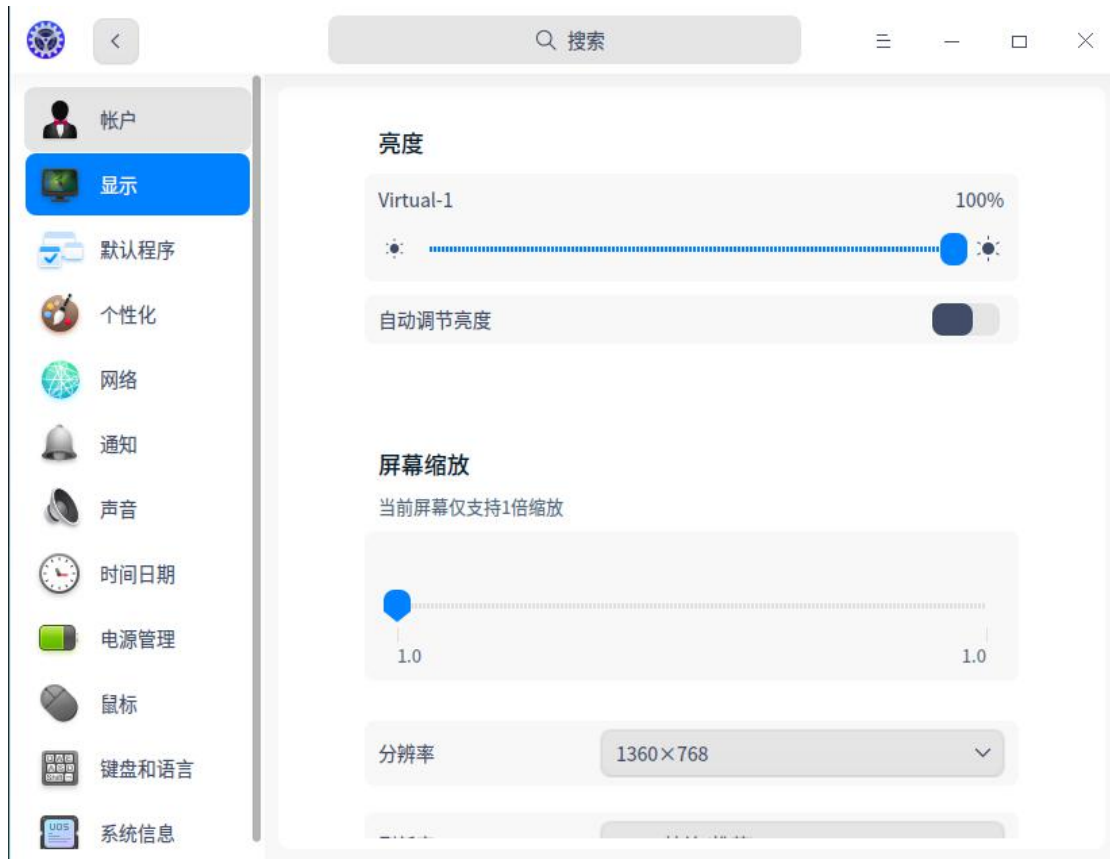 搜索
帐户
显示
默认程序
个性化
网络
通知
声音
时间日期
电源管理
鼠标
键盘和语言
UOS
系统信息
亮度
Virtual-1
100%
自动调节亮度
屏幕缩放
当前屏幕仅支持1倍缩放
1.0
1.0
分辨率
1360×768